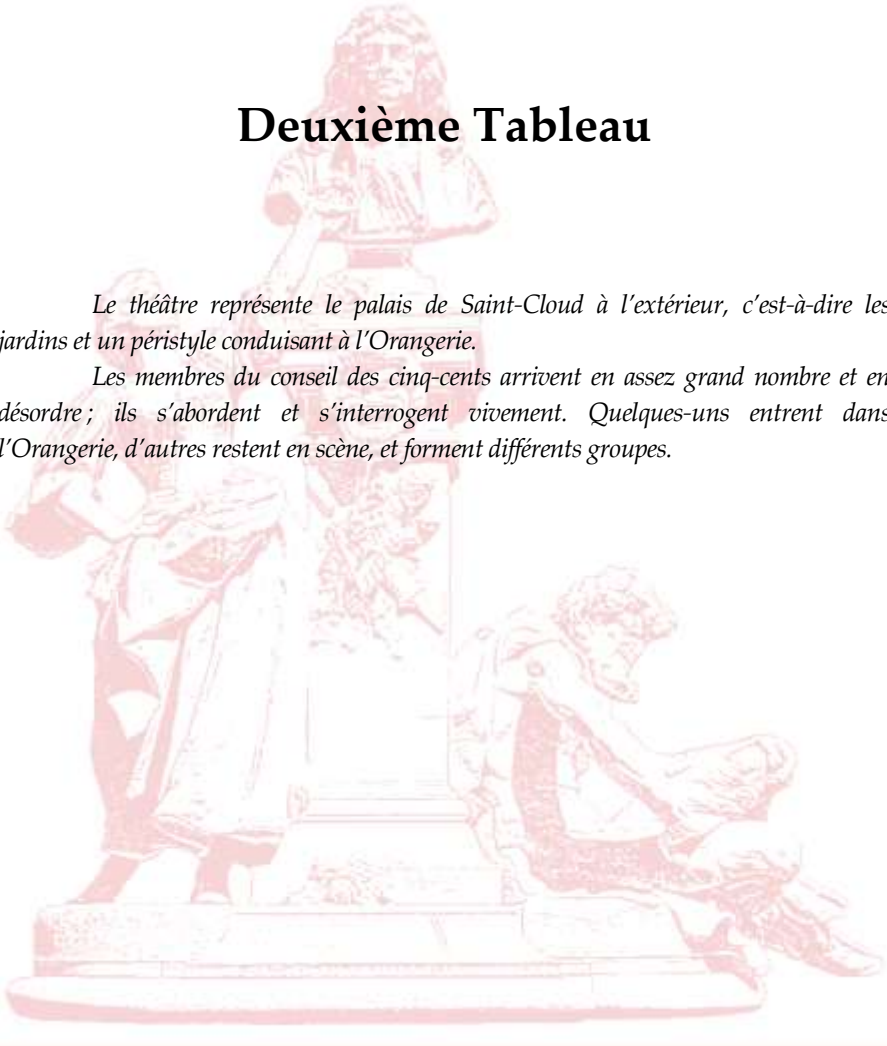 Deuxième Tableau
Le théâtre représente le palais de Saint-Cloud à l’extérieur, c’est-à-dire les
jardins et un péristyle conduisant à l’Orangerie.
Les membres du conseil des cinq-cents arrivent en assez grand nombre et en
désordre ; ils s’abordent et s’interrogent vivement. Quelques-uns entrent dans
l’Orangerie, d’autres restent en scène, et forment différents groupes.